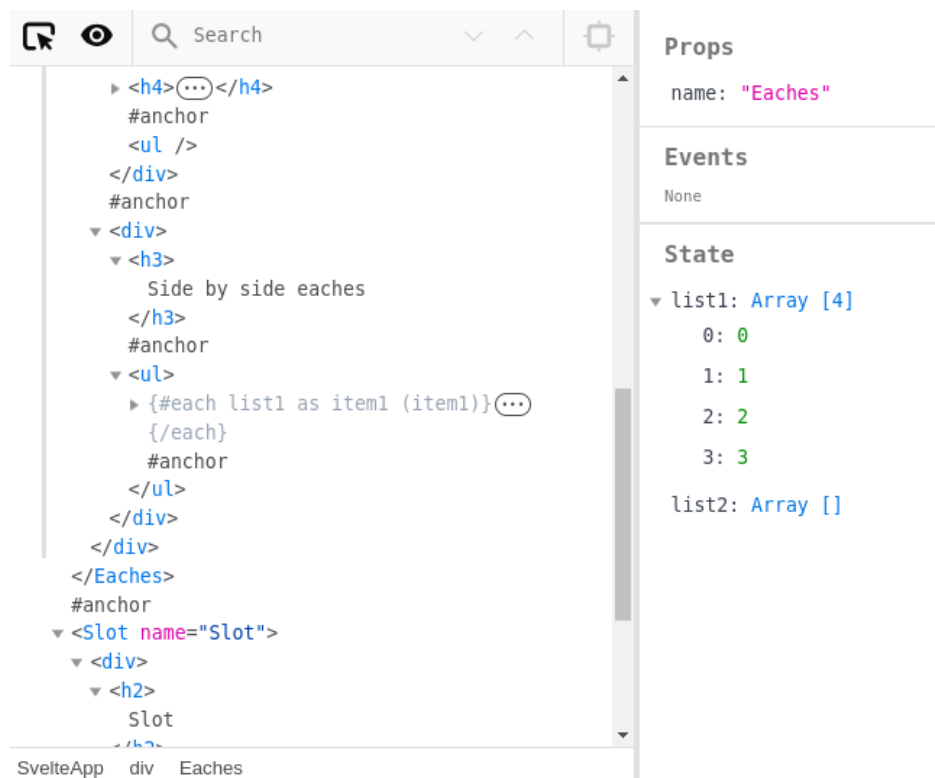 Search
<h4>(···)</h4>
#anchor
<ul />
</div>
#anchor
<div>
<h3>
Side by side eaches
</h3>
#anchor
<ul>
{#each list1 as item1 (item1)}(···)
{/each}
#anchor
</ul>
</div>
</div>
</Eaches>
#anchor
<Slot name="Slot">
<div>
<h2>
Slot
</h2>
SvelteApp div Eaches
Props
name: "Eaches"
Events
None
State
list1: Array [4]
0: 0
1: 1
2: 2
3: 3
list2: Array []